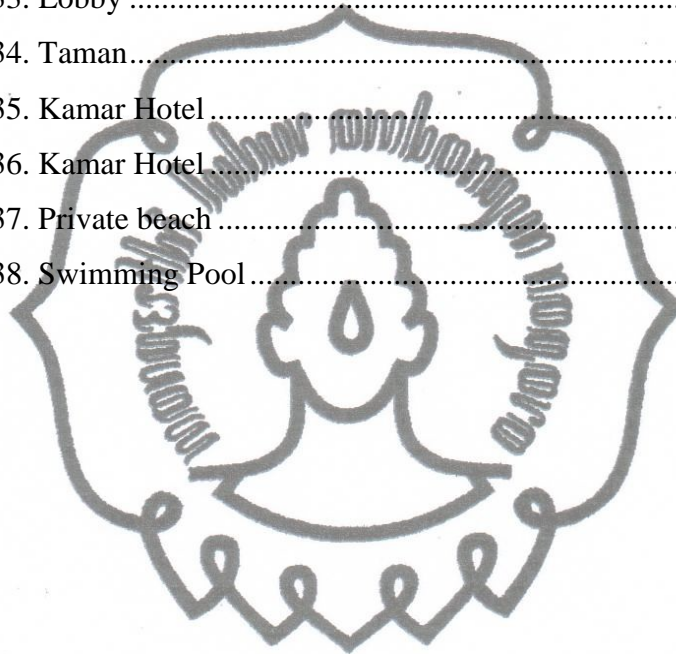 33. Lobby ........................................................................
34. Taman........................................................................
35. Kamar Hotel ..............................................................
36. Kamar Hotel ..............................................................
37. Private beach ............................................................
38. Swimming Pool ........................................................